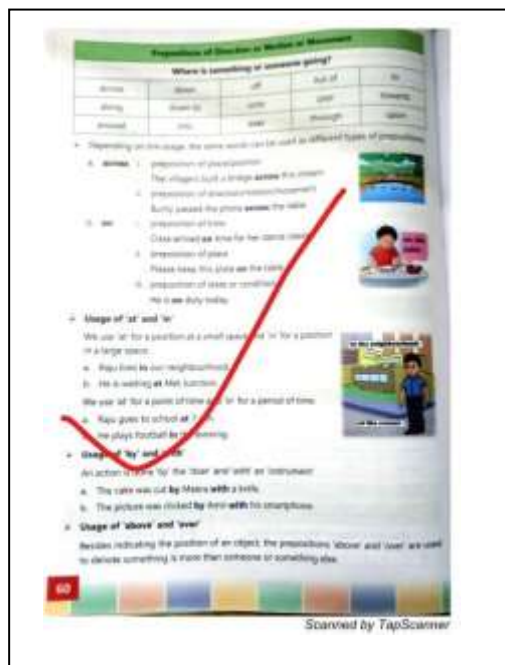 Prepositions of Direction or Motion or Movement
Where is something or someone going?
across down off out of to
along down to onto over towards
around into through upon
Depending on the usage, the same words can be used as different types of prepositions.
a. across i. preposition of place/position
The villagers built a bridge across this stream.
ii. preposition of direction/motion/movement
Bunty passed the phone across the table.
b. on i. preposition of time
arrived on time for her dance class.
ii. preposition of place
Please keep this plate on the table.
iii. preposition of state or condition
He is on duty today.
Usage of 'at' and 'in'
We use 'at' for a position at a small space and 'in' for a position
in a large space.
a. Raju lives in our neighbourhood.
b. He is waiting at Met Junction.
We use 'at' for a point of time and 'in' for a period of time.
a. Raju goes to school at 7
He plays football in the evening.
Usage of 'by' and 'with'
An action is done 'by' the 'doer' and 'with' an 'instrument'.
a. The cake was cut by Meera with a knife.
b. The picture was clicked by Amir with his smartphone.
Usage of 'above' and 'over'
Besides indicating the position of an object, the prepositions 'above' and 'over' are used
to denote something is more than someone or something else.
on the table
in the neighbourhood
60
Scanned by TapScanner